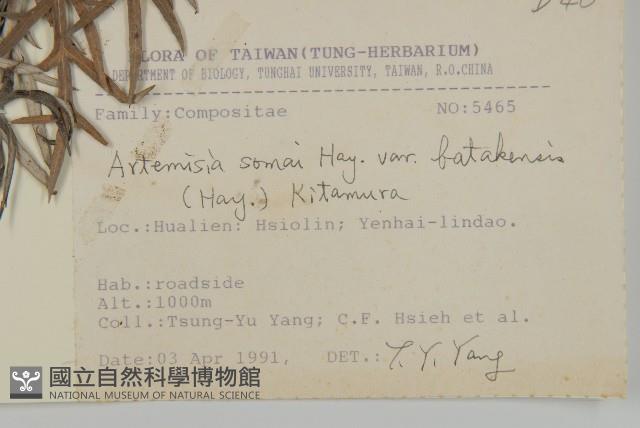 D40
FLORA OF TAIWAN(TUNG-HERBARIUM)
DEPARTMENT OF BIOLOGY, TUNGHAI UNIVERSITY, TAIWAN, R.O.CHINA
Family:Compositae NO:5465
Artemisia somai Hay. var. batakensis
(Hay.) Kitamura
Loc.:Hualien: Hsiolin; Yenhai-lindao.
Hab.:roadside
Alt.:1000m
Coll.:Tsung-Yu Yang; C.F. Hsieh et al.
Date:03 Apr 1991, DET.: T. Y. Yang
國立自然科學博物館
NATIONAL MUSEUM OF NATURAL SCIENCE